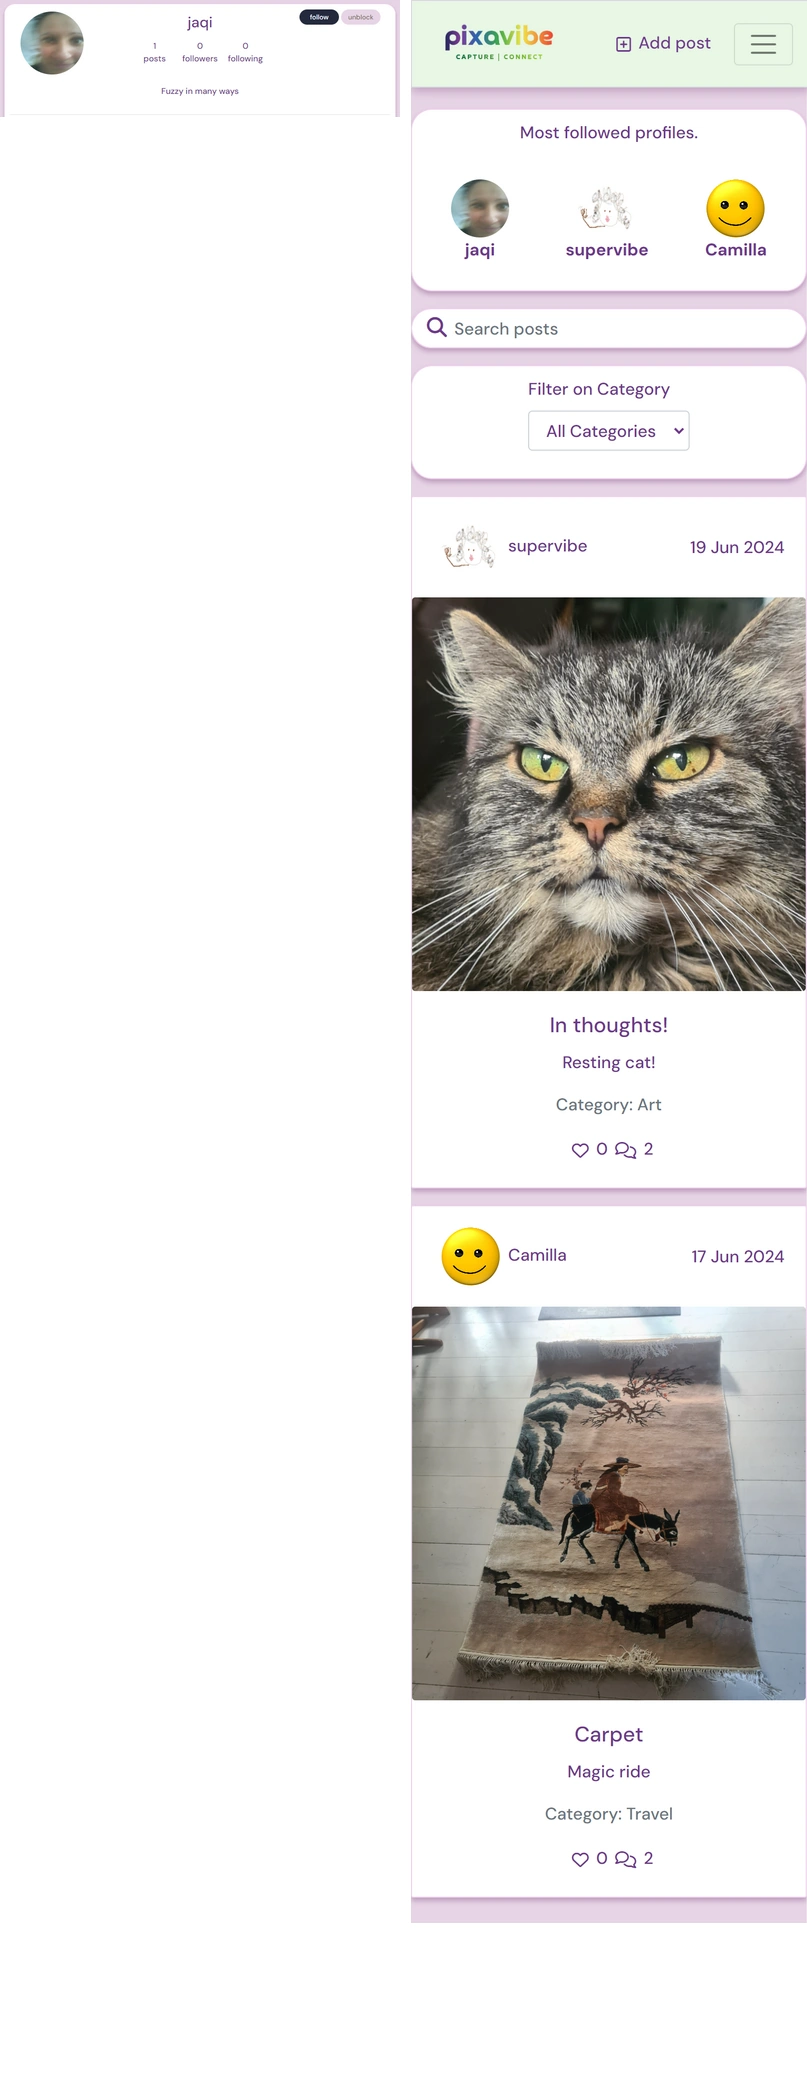 jaqi
follow unblock
1 0 0
posts followers following
Fuzzy in many ways
pixavibe
CAPTURE | CONNECT
Add post
Most followed profiles.
jaqi supervibe Camilla
Search posts
Filter on Category
All Categories
supervibe 19 Jun 2024
In thoughts!
Resting cat!
Category: Art
0 2
Camilla 17 Jun 2024
Carpet
Magic ride
Category: Travel
0 2